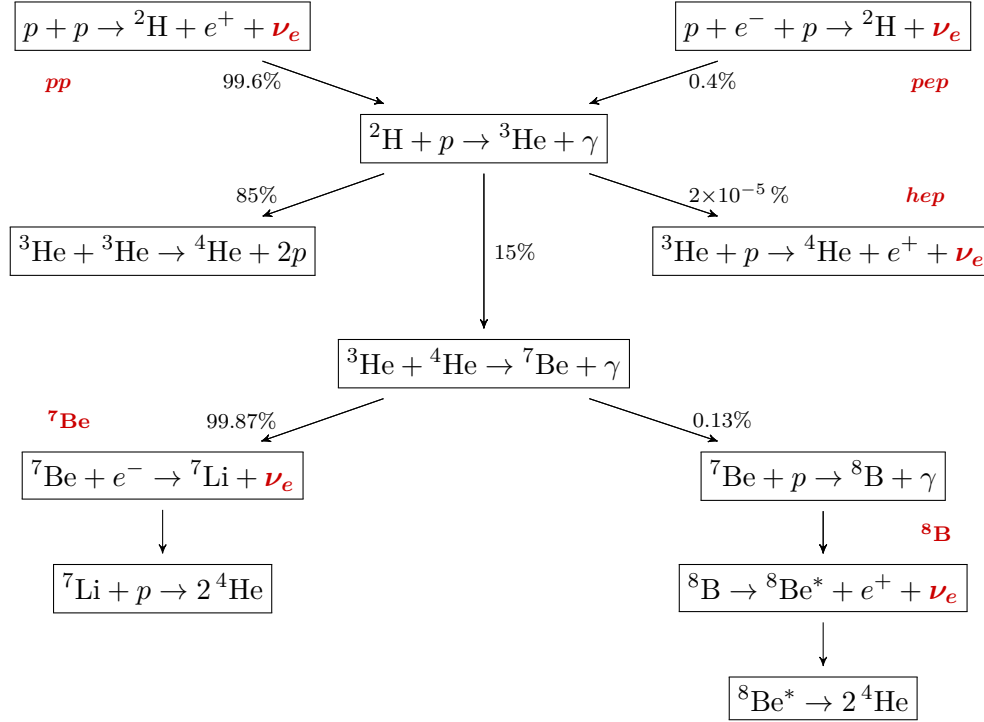 p + p → ²H + e⁺ + νₑ
p + e⁻ + p → ²H + νₑ
pp
99.6%
0.4%
pep
²H + p → ³He + γ
85%
2×10⁻⁵ %
hep
³He + ³He → ⁴He + 2p
15%
³He + p → ⁴He + e⁺ + νₑ
³He + ⁴He → ⁷Be + γ
⁷Be
99.87%
0.13%
⁷Be + e⁻ → ⁷Li + νₑ
⁷Be + p → ⁸B + γ
⁸B
⁷Li + p → 2 ⁴He
⁸B → ⁸Be* + e⁺ + νₑ
⁸Be* → 2 ⁴He